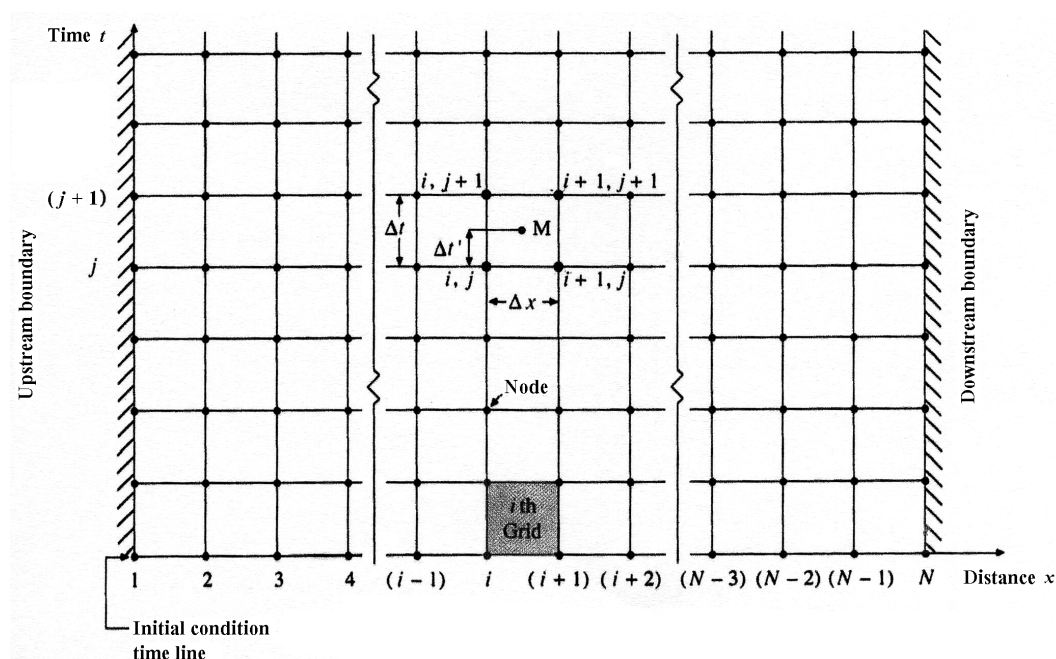 Time t
i, j + 1
i + 1, j + 1
(j + 1)
Δt
M
Δt'
j
i, j
i + 1, j
Δx
Upstream boundary
Downstream boundary
Node
i th
Grid
1
2
3
4
(i – 1)
i
(i + 1)
(i + 2)
(N – 3)
(N – 2)
(N – 1)
N
Distance x
Initial condition
time line